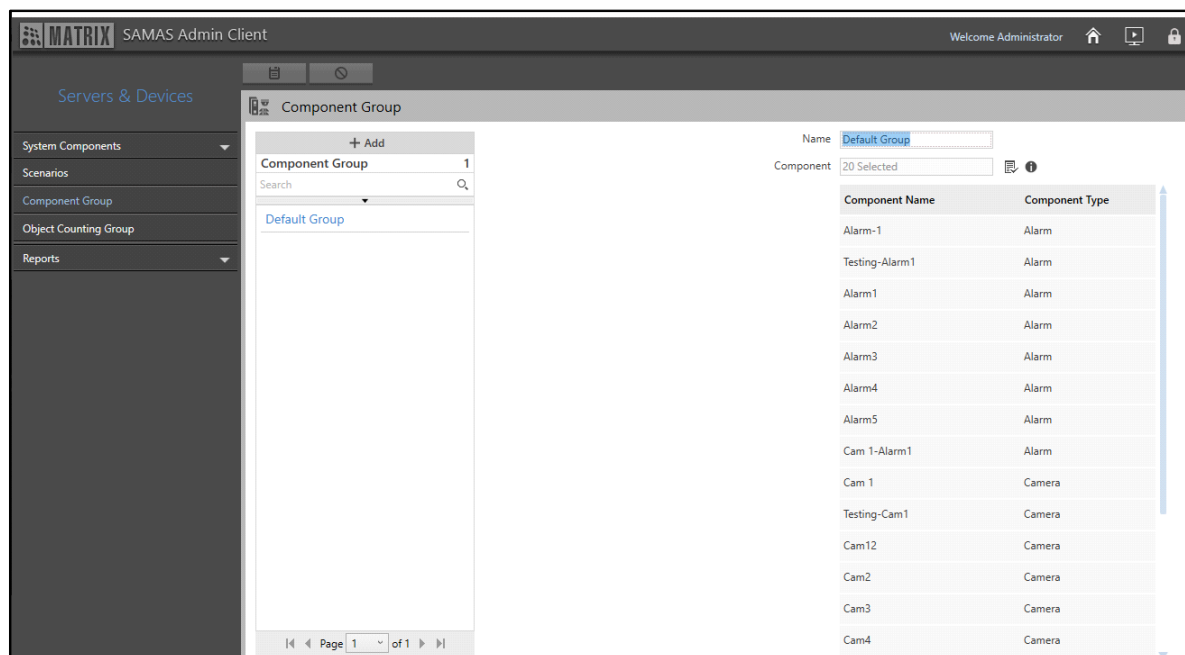 MATRIX SAMAS Admin Client
Welcome Administrator
Servers & Devices
System Components
Scenarios
Component Group
Object Counting Group
Reports
Component Group
+ Add
Component Group 1
Search
Default Group
Page 1 of 1
Name Default Group
Component 20 Selected
Component Name Component Type
Alarm-1 Alarm
Testing-Alarm1 Alarm
Alarm1 Alarm
Alarm2 Alarm
Alarm3 Alarm
Alarm4 Alarm
Alarm5 Alarm
Cam 1-Alarm1 Alarm
Cam 1 Camera
Testing-Cam1 Camera
Cam12 Camera
Cam2 Camera
Cam3 Camera
Cam4 Camera